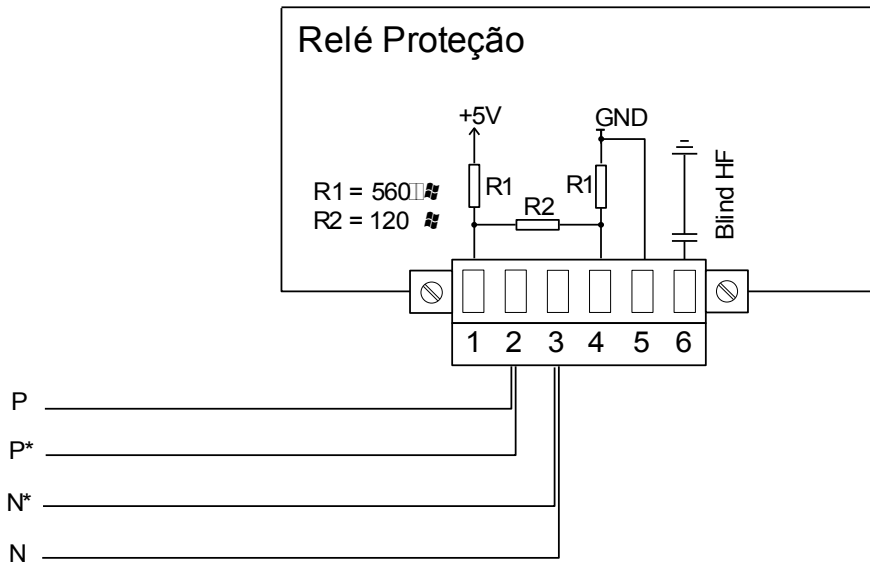 Relé Proteção
+5V
GND
R1
R1
R2
R1 = 560
R2 = 120
Blind HF
1 2 3 4 5 6
P
P*
N*
N